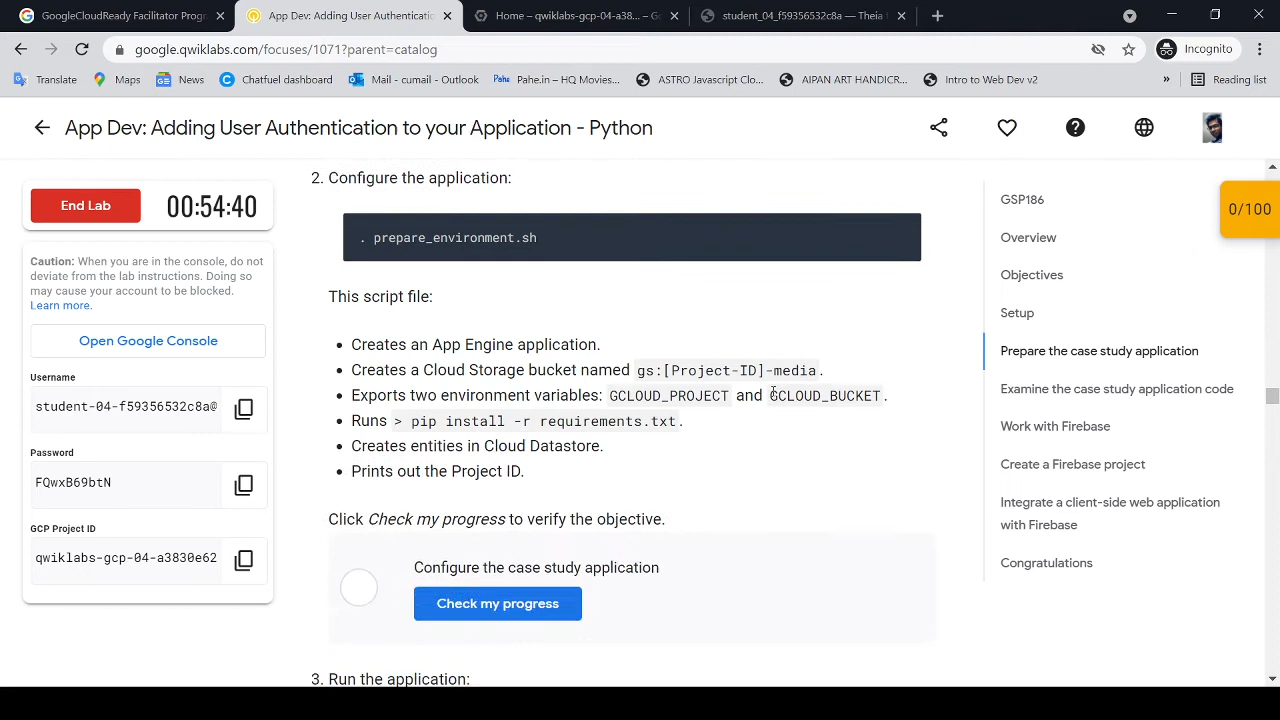 GoogleCloudReady Facilitator Progra
App Dev: Adding User Authenticatio
Home – qwiklabs-gcp-04-a38... – Go
student_04_f59356532c8a — Theia I
google.qwiklabs.com/focuses/1071?parent=catalog
Incognito
Translate
Maps
News
Chatfuel dashboard
Mail - cumail - Outlook
Pahe.in – HQ Movies...
ASTRO Javascript Clo...
AIPAN ART HANDICR...
Intro to Web Dev v2
»
Reading list
App Dev: Adding User Authentication to your Application - Python
End Lab
00:54:40
Caution: When you are in the console, do not
deviate from the lab instructions. Doing so
may cause your account to be blocked.
Learn more.
Open Google Console
Username
student-04-f59356532c8a@
Password
FQwxB69btN
GCP Project ID
qwiklabs-gcp-04-a3830e62
2. Configure the application:
. prepare_environment.sh
This script file:
• Creates an App Engine application.
• Creates a Cloud Storage bucket named gs:[Project-ID]-media.
• Exports two environment variables: GCLOUD_PROJECT and GCLOUD_BUCKET.
• Runs > pip install -r requirements.txt.
• Creates entities in Cloud Datastore.
• Prints out the Project ID.
Click Check my progress to verify the objective.
Configure the case study application
Check my progress
3. Run the application:
GSP186
Overview
Objectives
Setup
Prepare the case study application
Examine the case study application code
Work with Firebase
Create a Firebase project
Integrate a client-side web application
with Firebase
Congratulations
0/100